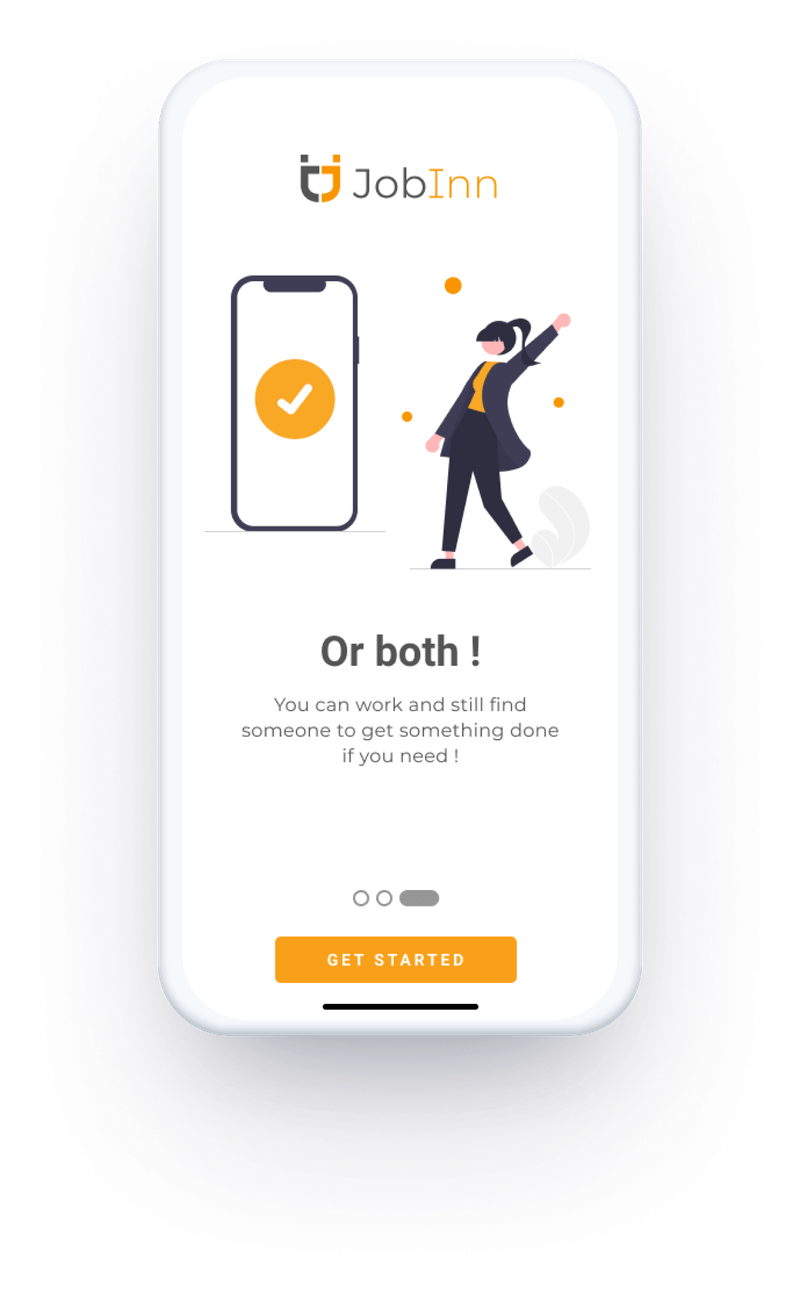 JobInn
Or both !
You can work and still find
someone to get something done
if you need !
GET STARTED